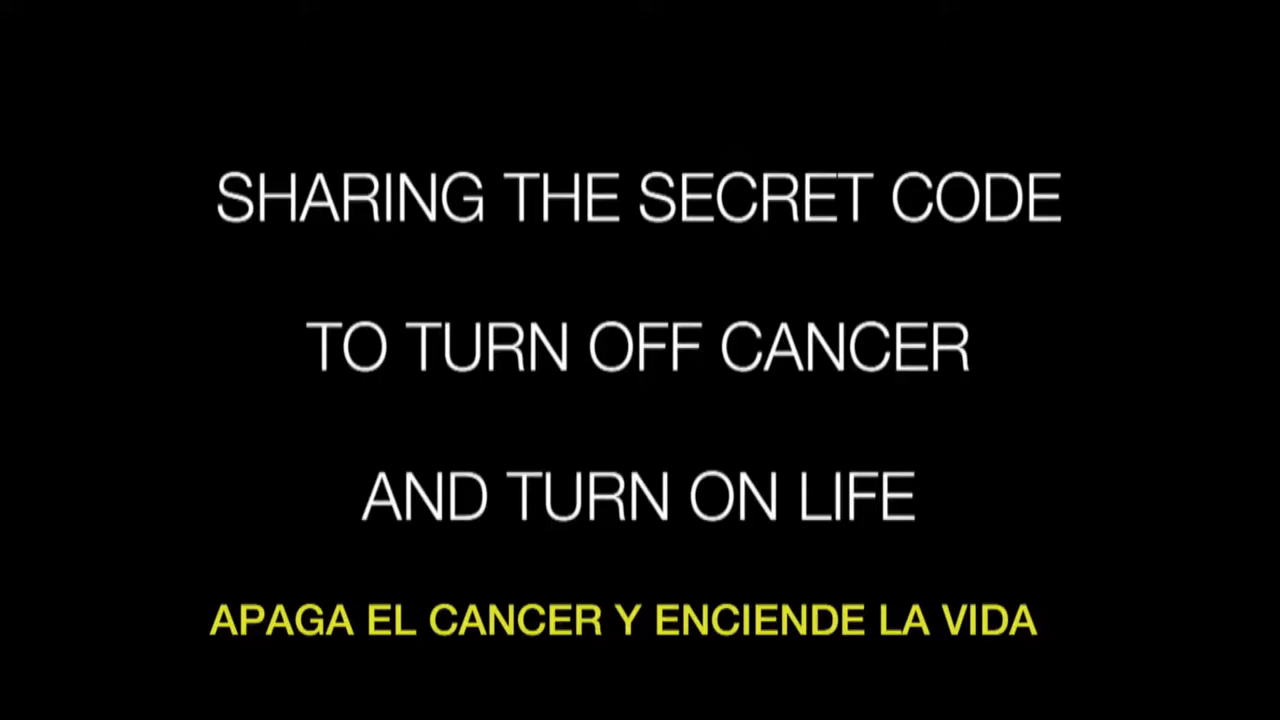 SHARING THE SECRET CODE
TO TURN OFF CANCER
AND TURN ON LIFE
APAGA EL CANCER Y ENCIENDE LA VIDA